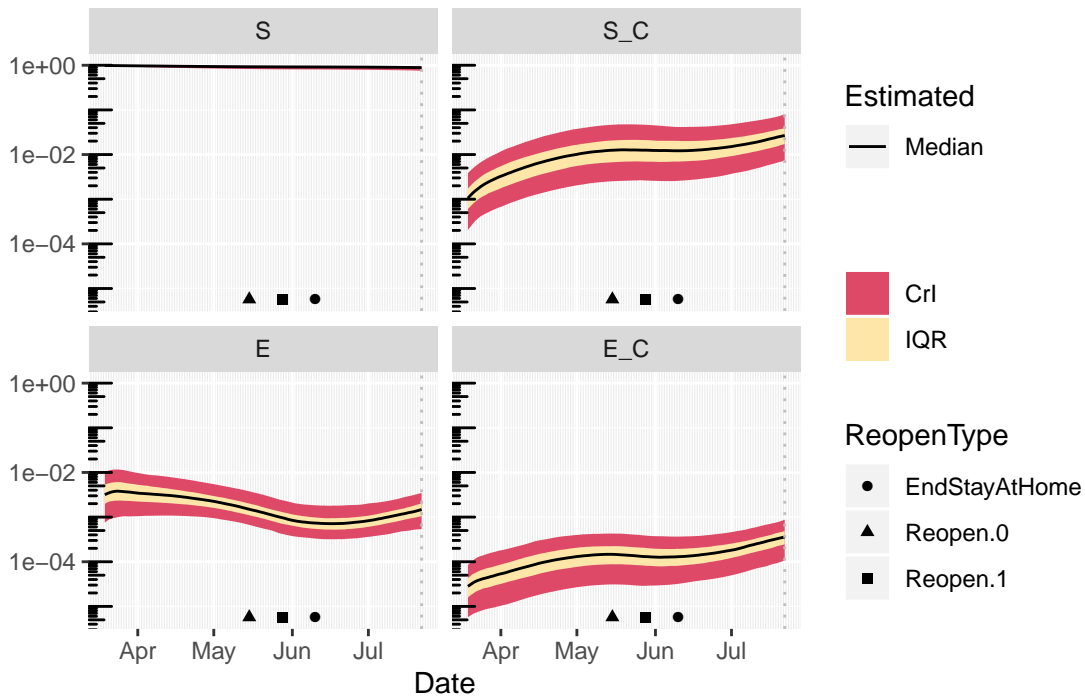 S
S_C
1e+00
1e−02
1e−04
E
E_C
1e+00
1e−02
1e−04
Apr
May
Jun
Jul
Apr
May
Jun
Jul
Date
Estimated
Median
CrI
IQR
ReopenType
EndStayAtHome
Reopen.0
Reopen.1